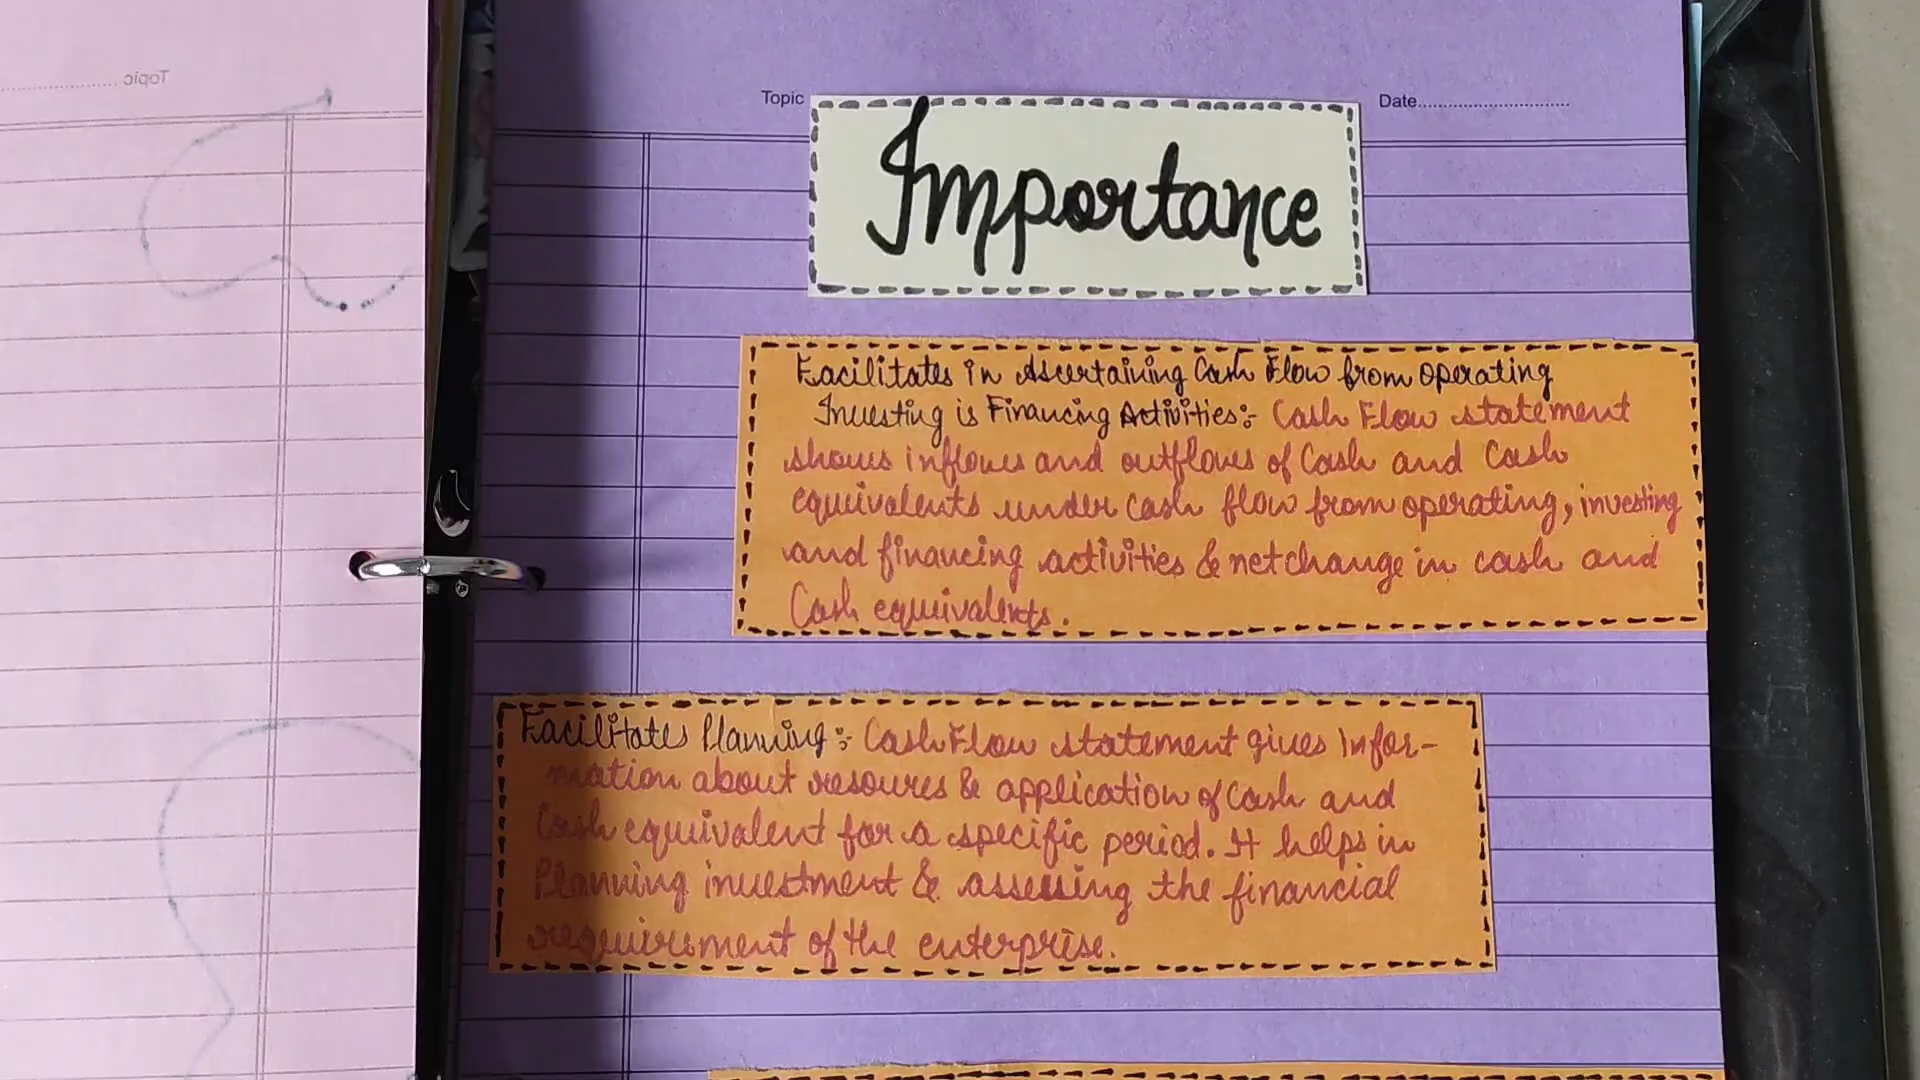 Topic
Topic
Date
Importance
Facilitates in Ascertaining Cash Flow from Operating
Investing is Financing Activities:-
Cash Flow statement
shows inflows and outflows of Cash and Cash
equivalents under cash flow from operating, investing
and financing activities & net change in cash and
Cash equivalents.
Facilitates Planning:- Cash Flow statement gives Infor-
mation about resoures & application of Cash and
Cash equivalent for a specific period. It helps in
Planning investment & assessing the financial
requirement of the enterprise.